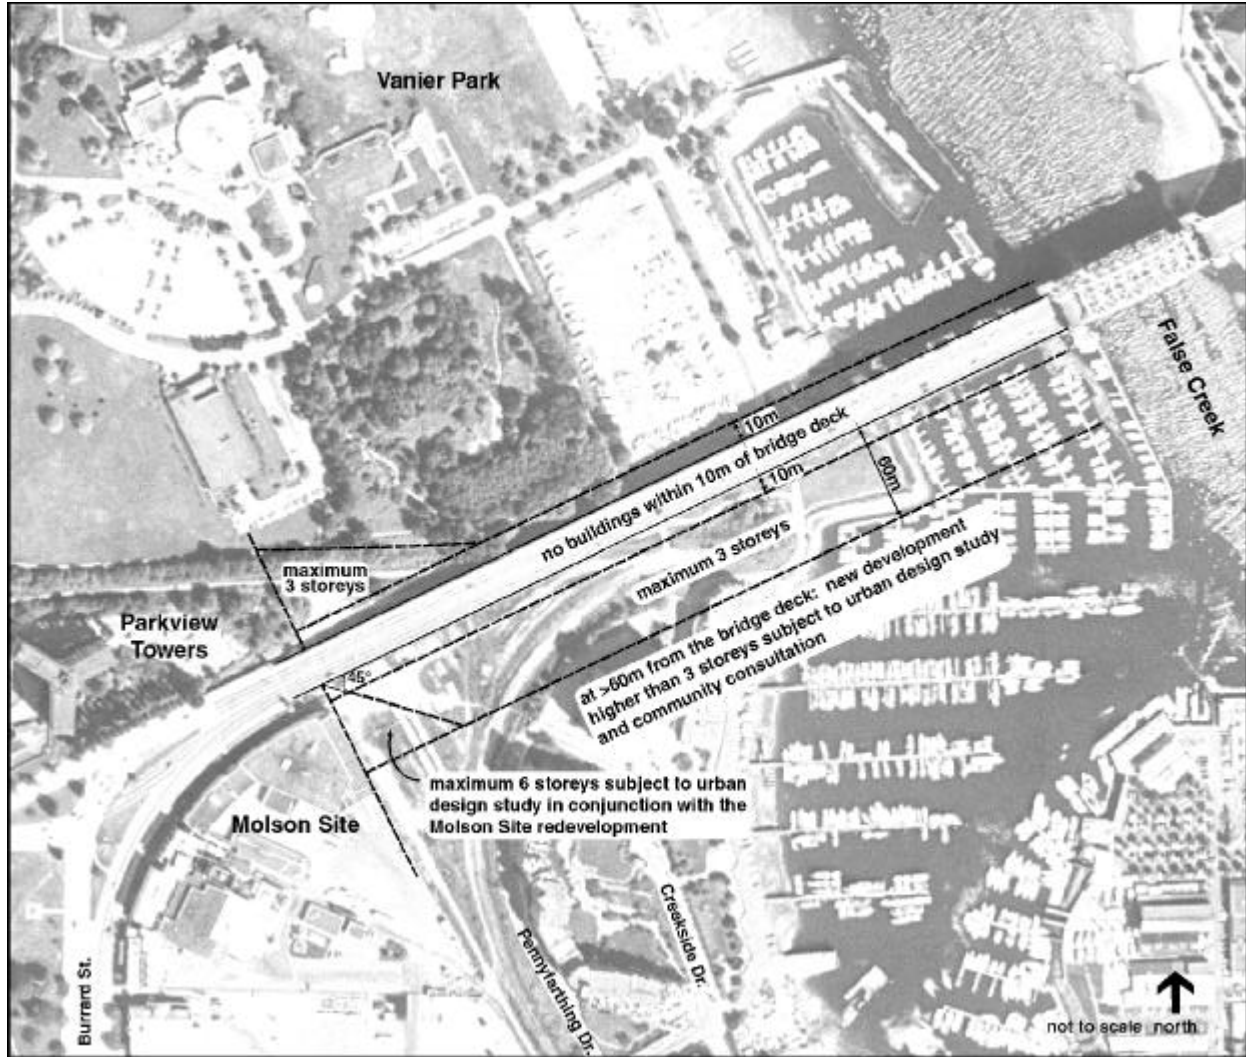 Vanier Park
False Creek
10m
no buildings within 10m of bridge deck
10m
60m
maximum 3 storeys
maximum
3 storeys
Parkview
Towers
at >60m from the bridge deck: new development
higher than 3 storeys subject to urban design study
and community consultation
45°
maximum 6 storeys subject to urban
design study in conjunction with the
Molson Site redevelopment
Molson Site
Burrard St.
Pennyfarthing Dr.
Creekside Dr.
not to scale north